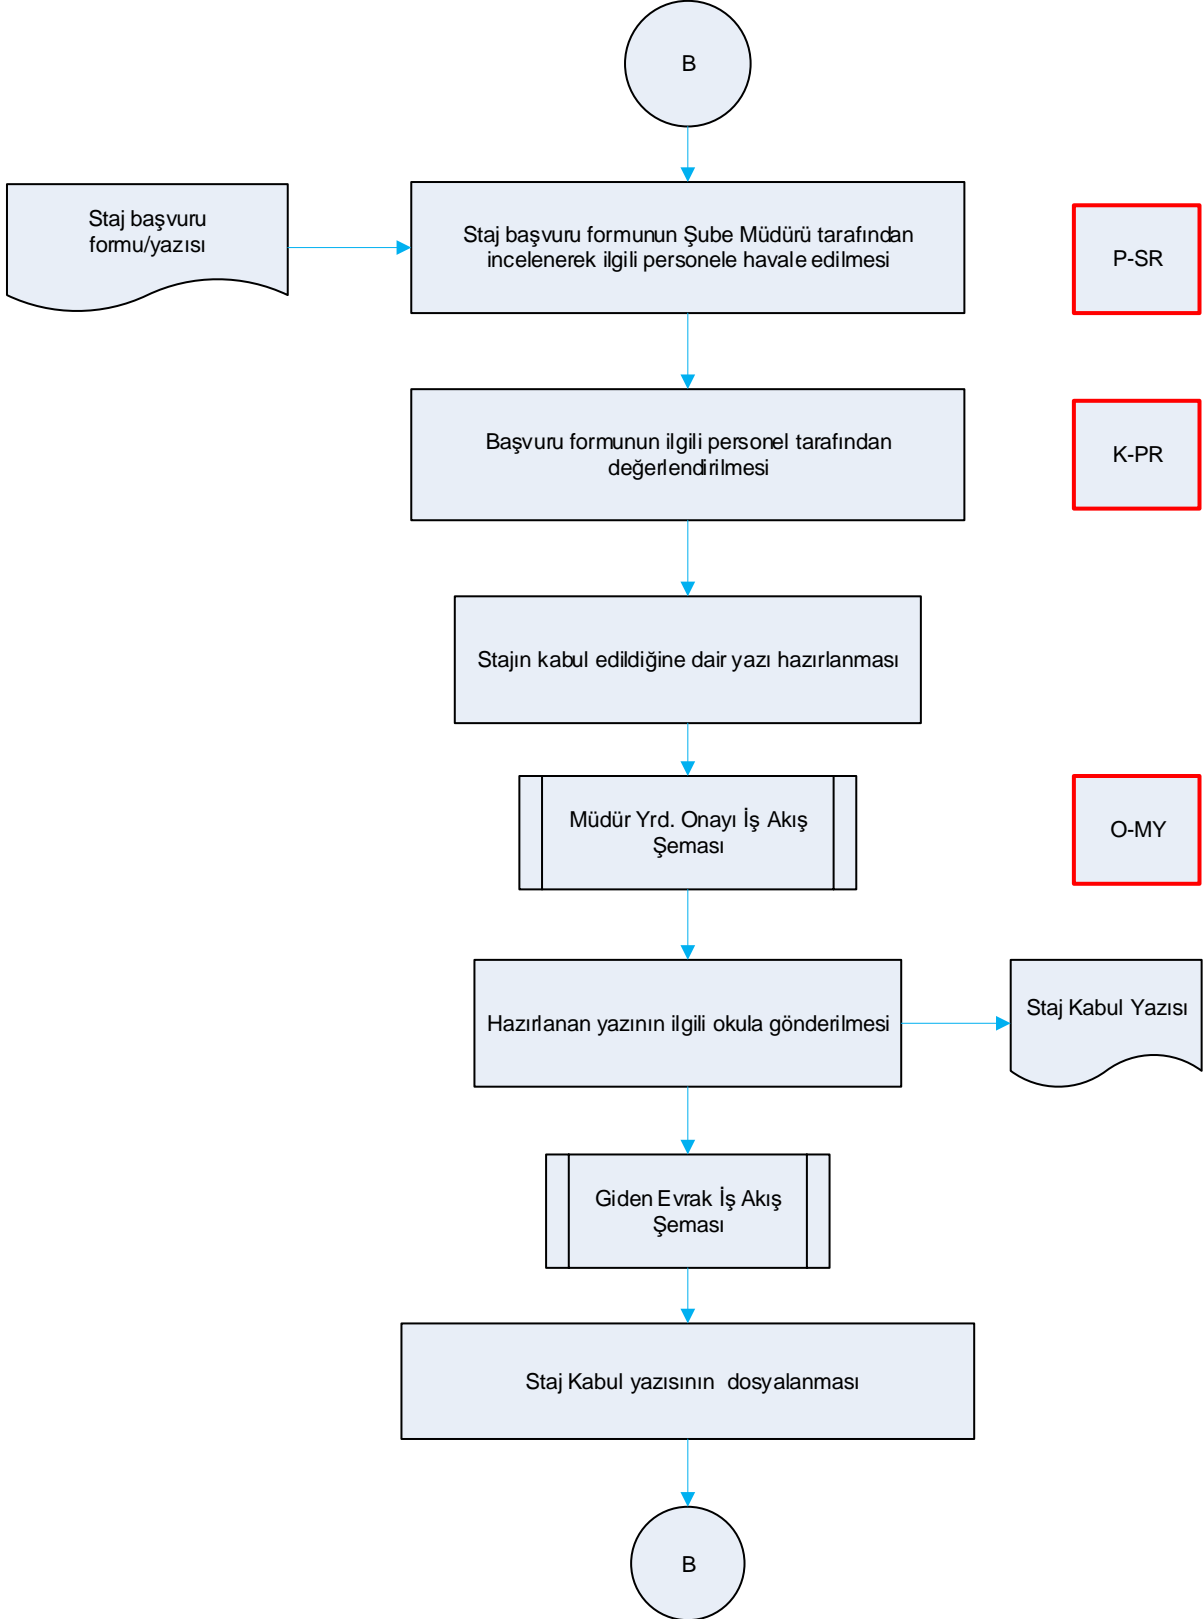 B
Staj başvuru
formu/yazısı
Staj başvuru formunun Şube Müdürü tarafından
incelenerek ilgili personele havale edilmesi
P-SR
Başvuru formunun ilgili personel tarafından
değerlendirilmesi
K-PR
Stajın kabul edildiğine dair yazı hazırlanması
Müdür Yrd. Onayı İş Akış
Şeması
O-MY
Hazırlanan yazının ilgili okula gönderilmesi
Staj Kabul Yazısı
Giden Evrak İş Akış
Şeması
Staj Kabul yazısının dosyalanması
B